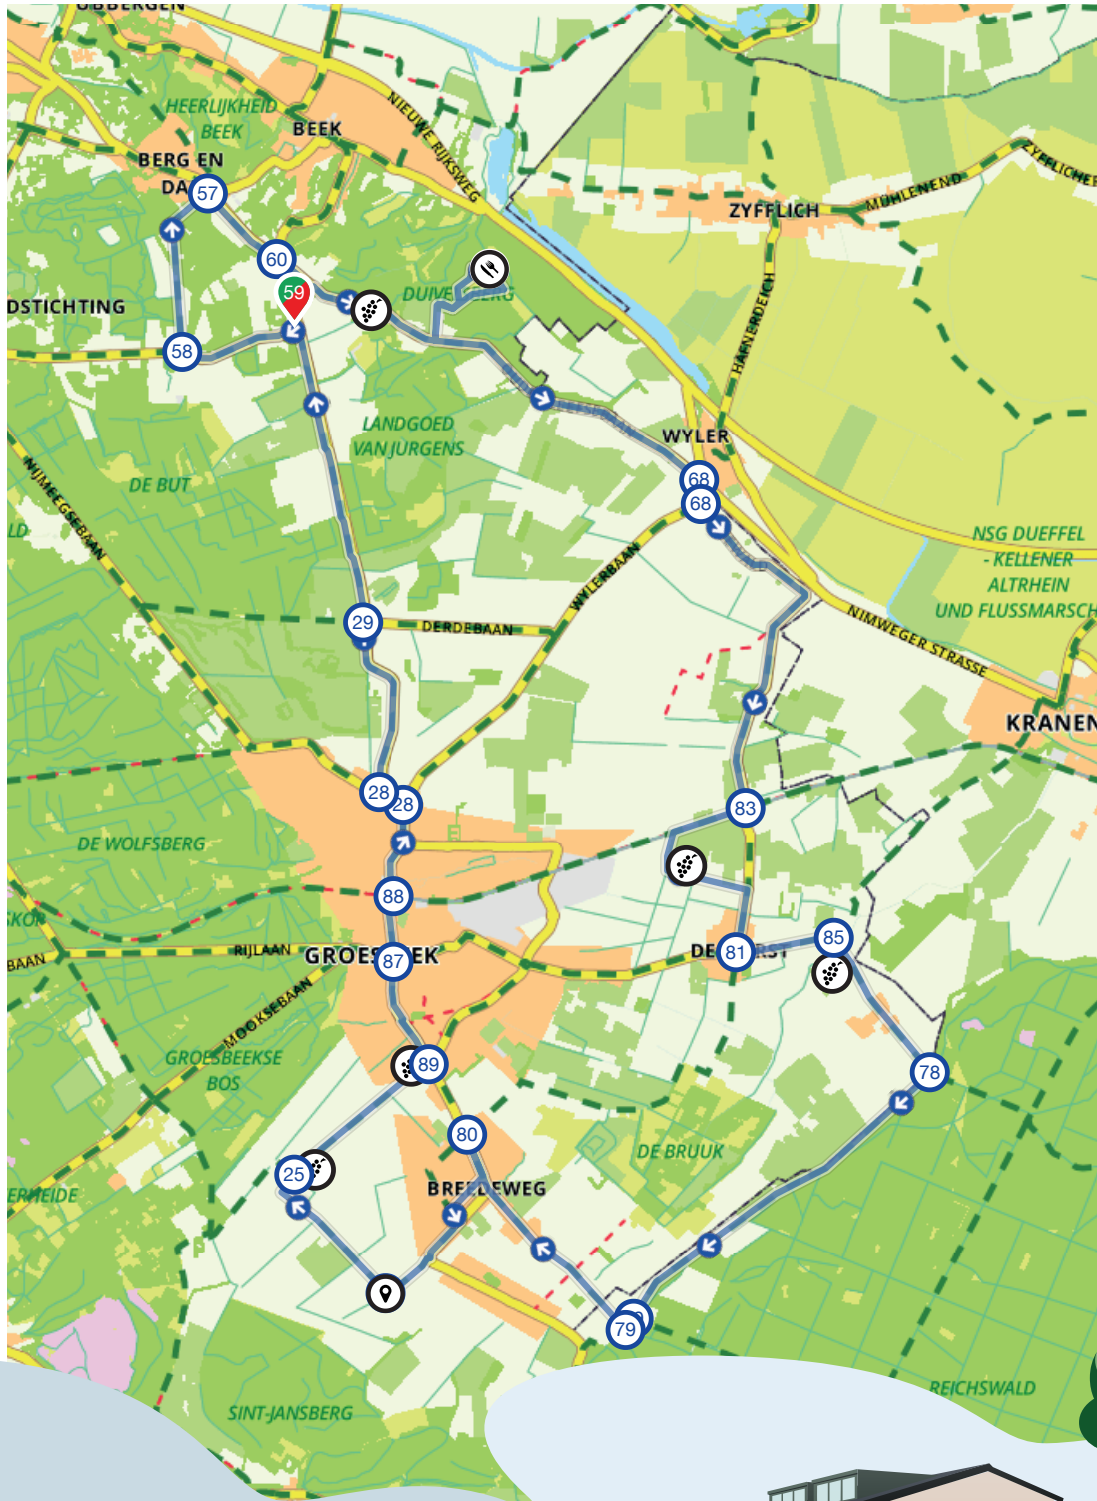 UBBERGEN
HEERLIJKHEID
BEEK
BEEK
NIEUWE RIJKSWEG
BERG EN
57
ZYFFLICHER
MÜHLENEND
ZYFFLICH
60
59
DUIVELSBERG
HAFNERDEICH
58
LANDGOED
VAN JURGENS
WYLER
NIJMEEGSEBAAN
DE BUT
68
68
NSG DUEFFEL
- KELLENER
ALTRHEIN
UND FLUSSMARSCH
WYLERBAAN
29
DERDEBAAN
NIMWEGER STRASSE
KRANEN
28
28
83
DE WOLFSBERG
88
RIJLAAN
GROESBEEK
87
81
85
BAAN
MOOKSEBAAN
GROESBEEKSE
BOS
89
78
80
DE BRUUK
25
BREEDEWEG
79
REICHSWALD
SINT-JANSBERG